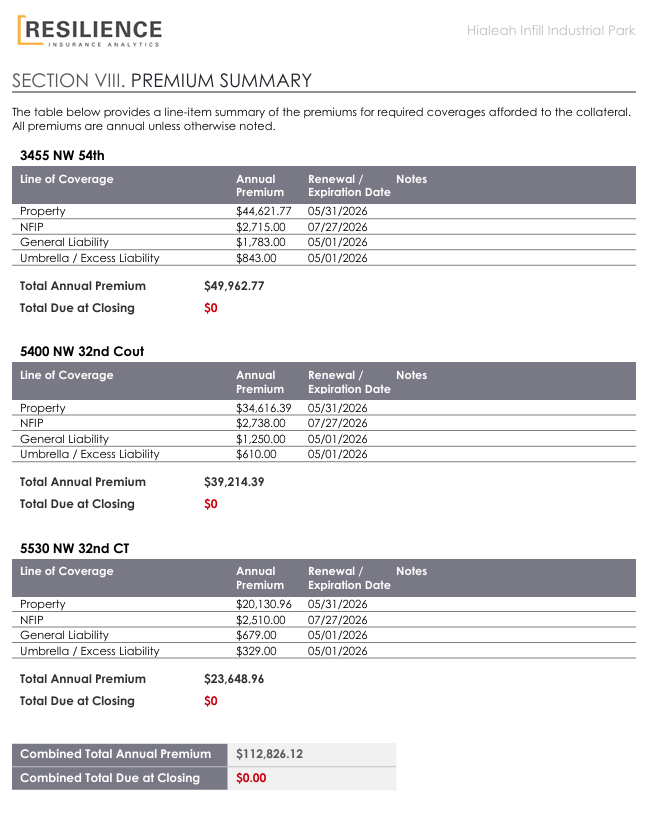 RESILIENCE
INSURANCE ANALYTICS
Hialeah Infill Industrial Park
SECTION VIII. PREMIUM SUMMARY
The table below provides a line-item summary of the premiums for required coverages afforded to the collateral.
All premiums are annual unless otherwise noted.
3455 NW 54th
Line of Coverage Annual Premium Renewal / Expiration Date Notes
Property $44,621.77 05/31/2026
NFIP $2,715.00 07/27/2026
General Liability $1,783.00 05/01/2026
Umbrella / Excess Liability $843.00 05/01/2026
Total Annual Premium $49,962.77
Total Due at Closing $0
5400 NW 32nd Cout
Line of Coverage Annual Premium Renewal / Expiration Date Notes
Property $34,616.39 05/31/2026
NFIP $2,738.00 07/27/2026
General Liability $1,250.00 05/01/2026
Umbrella / Excess Liability $610.00 05/01/2026
Total Annual Premium $39,214.39
Total Due at Closing $0
5530 NW 32nd CT
Line of Coverage Annual Premium Renewal / Expiration Date Notes
Property $20,130.96 05/31/2026
NFIP $2,510.00 07/27/2026
General Liability $679.00 05/01/2026
Umbrella / Excess Liability $329.00 05/01/2026
Total Annual Premium $23,648.96
Total Due at Closing $0
Combined Total Annual Premium $112,826.12
Combined Total Due at Closing $0.00